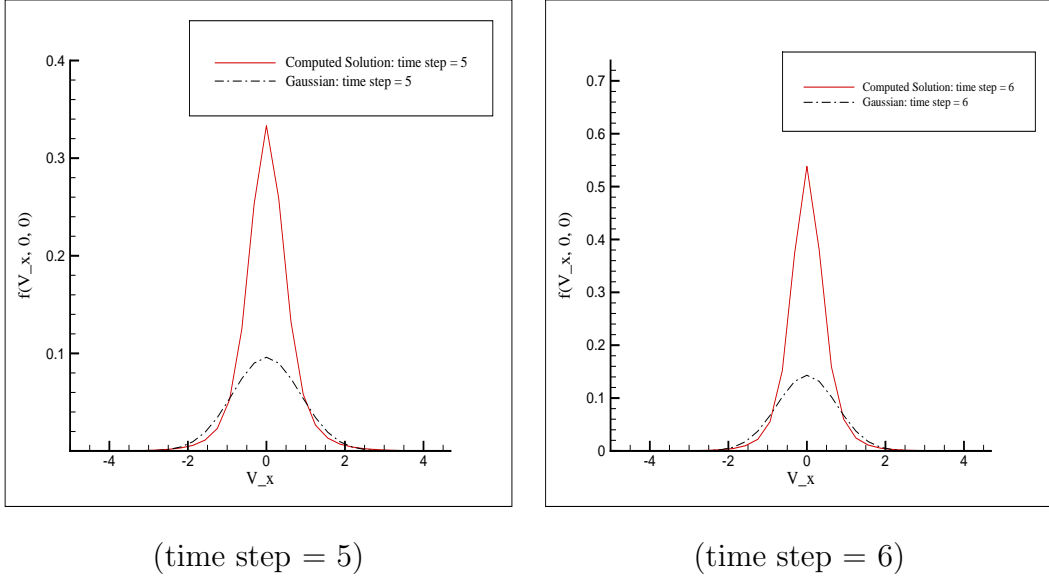 Computed Solution: time step = 5
Gaussian: time step = 5
0.4
0.3
0.2
0.1
f(V_x, 0, 0)
-4 -2 0 2 4
V_x
(time step = 5)
Computed Solution: time step = 6
Gaussian: time step = 6
0.7
0.6
0.5
0.4
0.3
0.2
0.1
0
f(V_x, 0, 0)
-4 -2 0 2 4
V_x
(time step = 6)